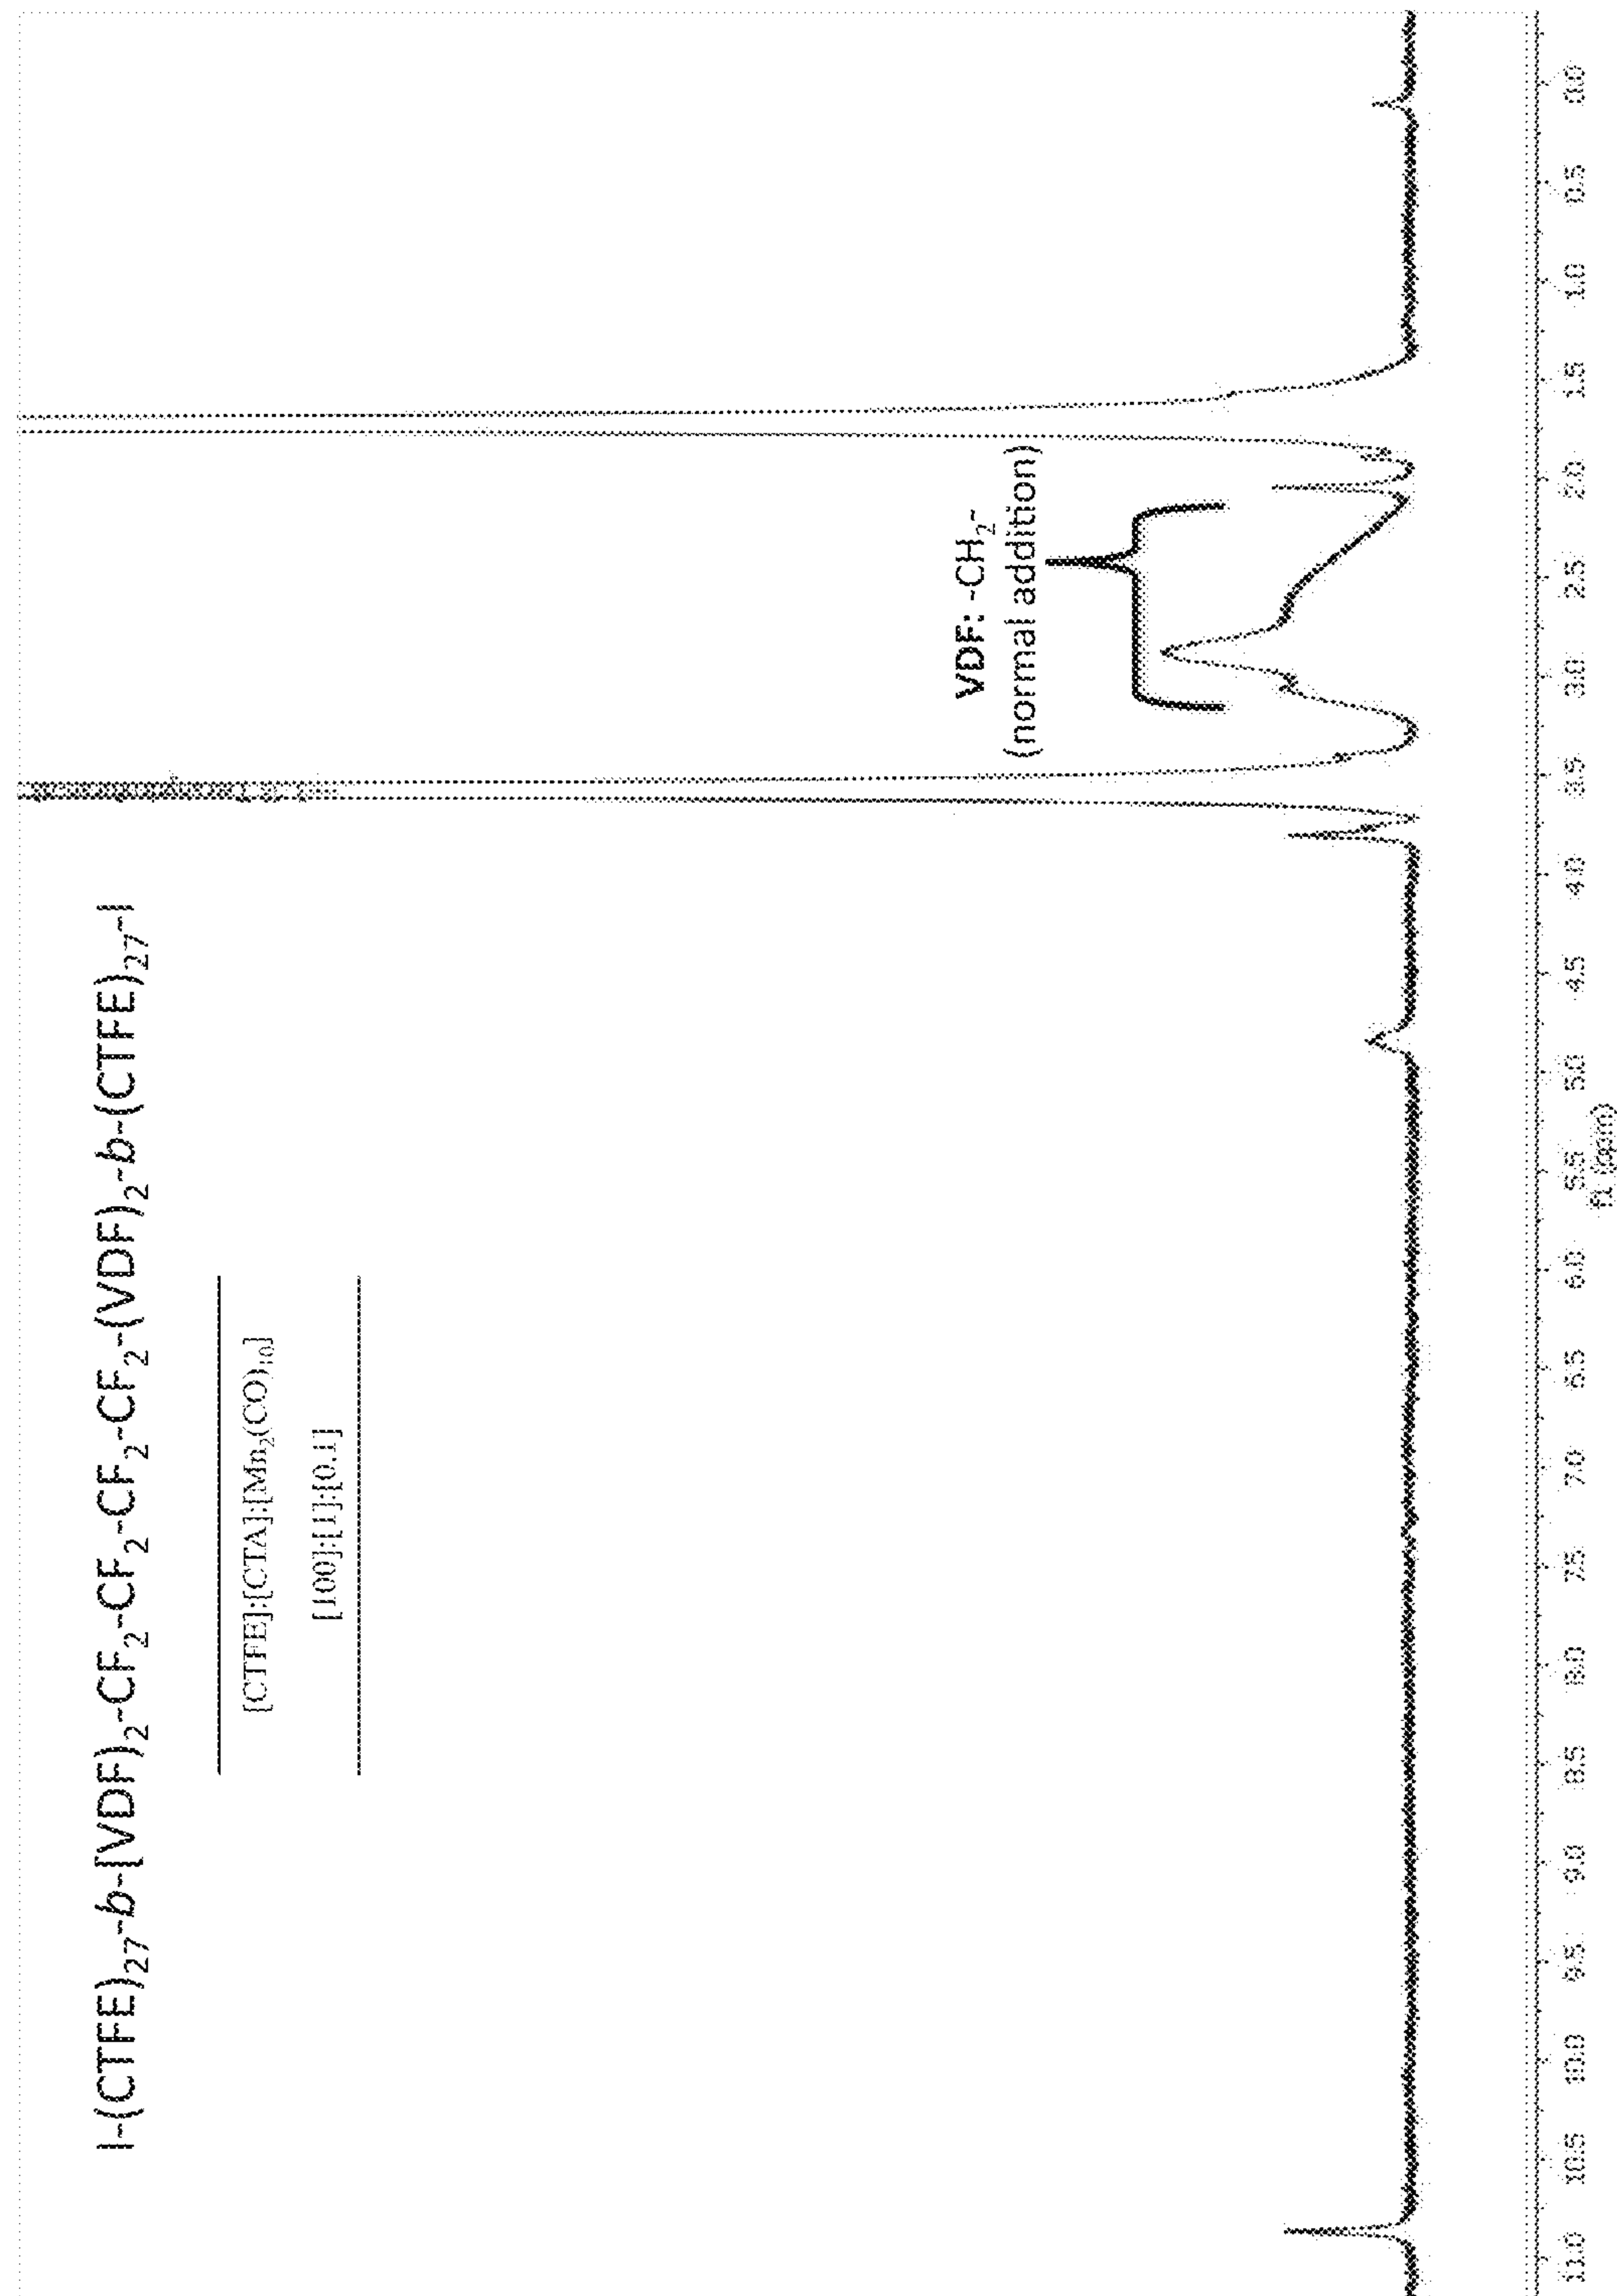 I-(CTFE)27-b-[VDF)2-CF2-CF2-CF2-CF2-CF2-CF2-(VDF)2-b-(CTFE)27-I
[CTFE]:[CTA]:[Mn2(CO)10]
[100]:[1]:[0.1]
VDF: -CH2-
(normal addition)
11.0 10.5 10.0 9.5 9.0 8.5 8.0 7.5 7.0 6.5 6.0 5.5 5.0 4.5 4.0 3.5 3.0 2.5 2.0 1.5 1.0 0.5 0.0
f1 (ppm)